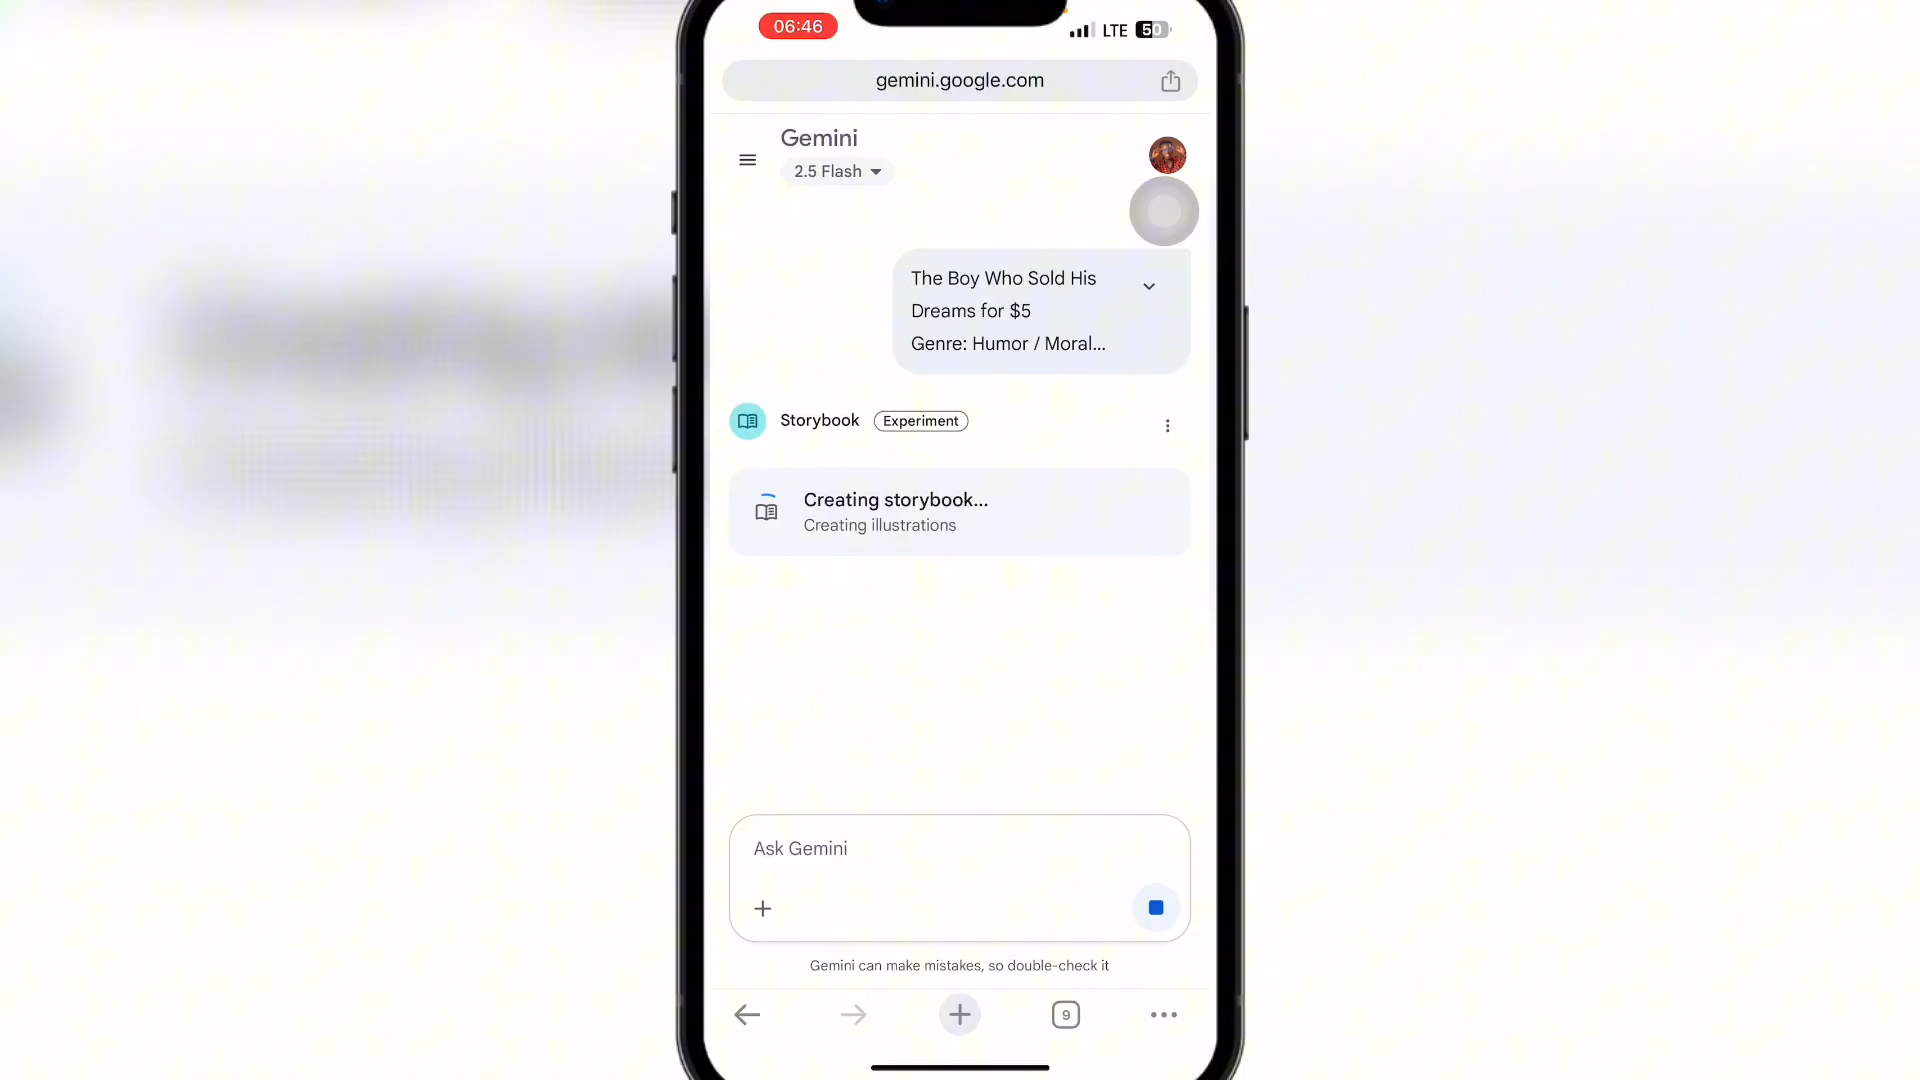 06:46
LTE 50
gemini.google.com
Gemini
2.5 Flash
The Boy Who Sold His
Dreams for $5
Genre: Humor / Moral...
Storybook Experiment
Creating storybook...
Creating illustrations
Ask Gemini
Gemini can make mistakes, so double-check it
9